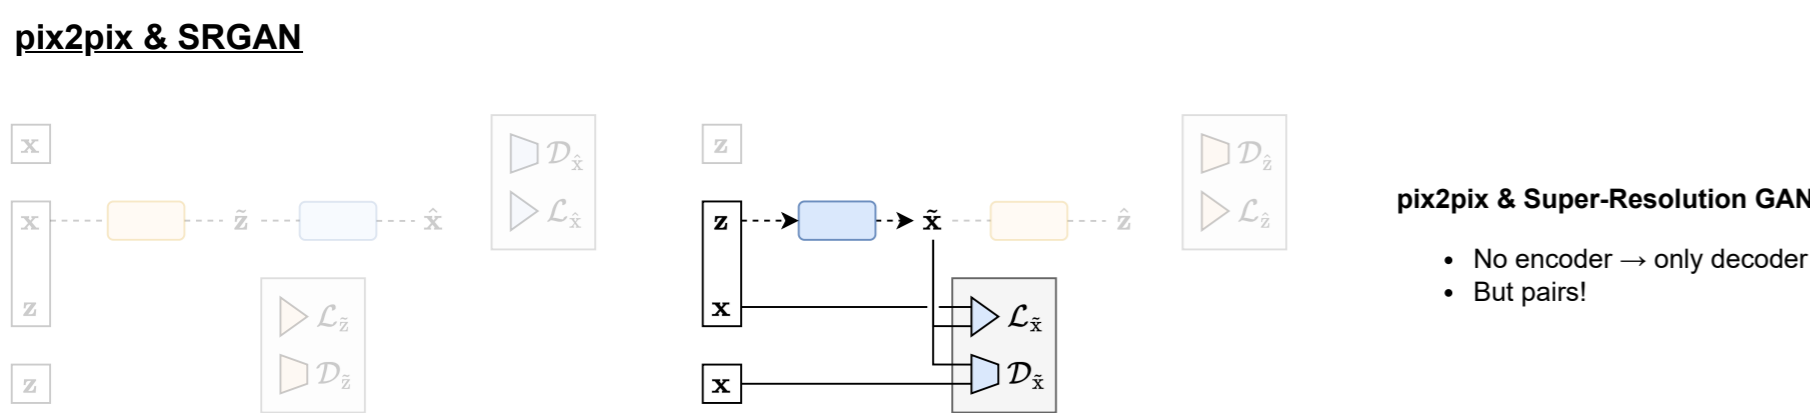 pix2pix & SRGAN
x
x
z
z
z̃
x̂
𝒟x̂
ℒx̂
ℒz̃
𝒟z̃
z
z
x
x
x̃
ẑ
𝒟ẑ
ℒẑ
ℒx̃
𝒟x̃
pix2pix & Super-Resolution GAN
• No encoder → only decoder
• But pairs!